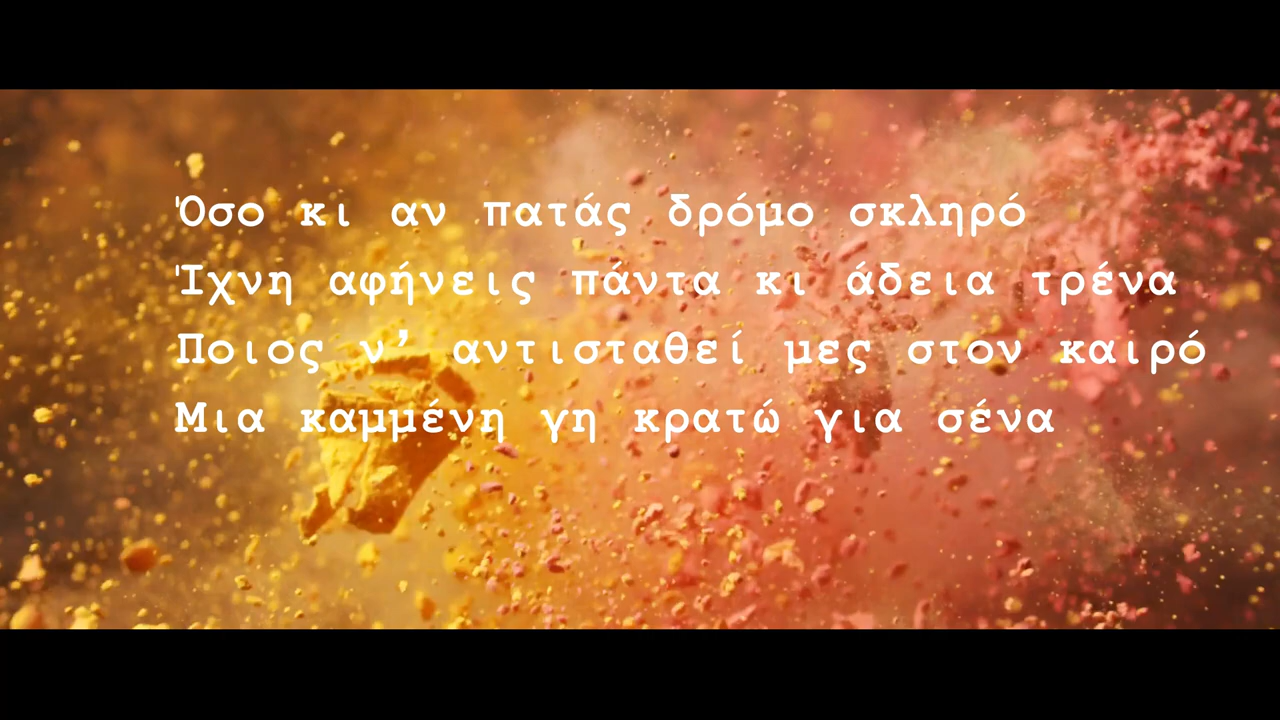 Όσο κι αν πατάς δρόμο σκληρό
Ίχνη αφήνεις πάντα κι άδεια τρένα
Ποιος ν’ αντισταθεί μες στον καιρό
Μια καμμένη γη κρατώ για σένα